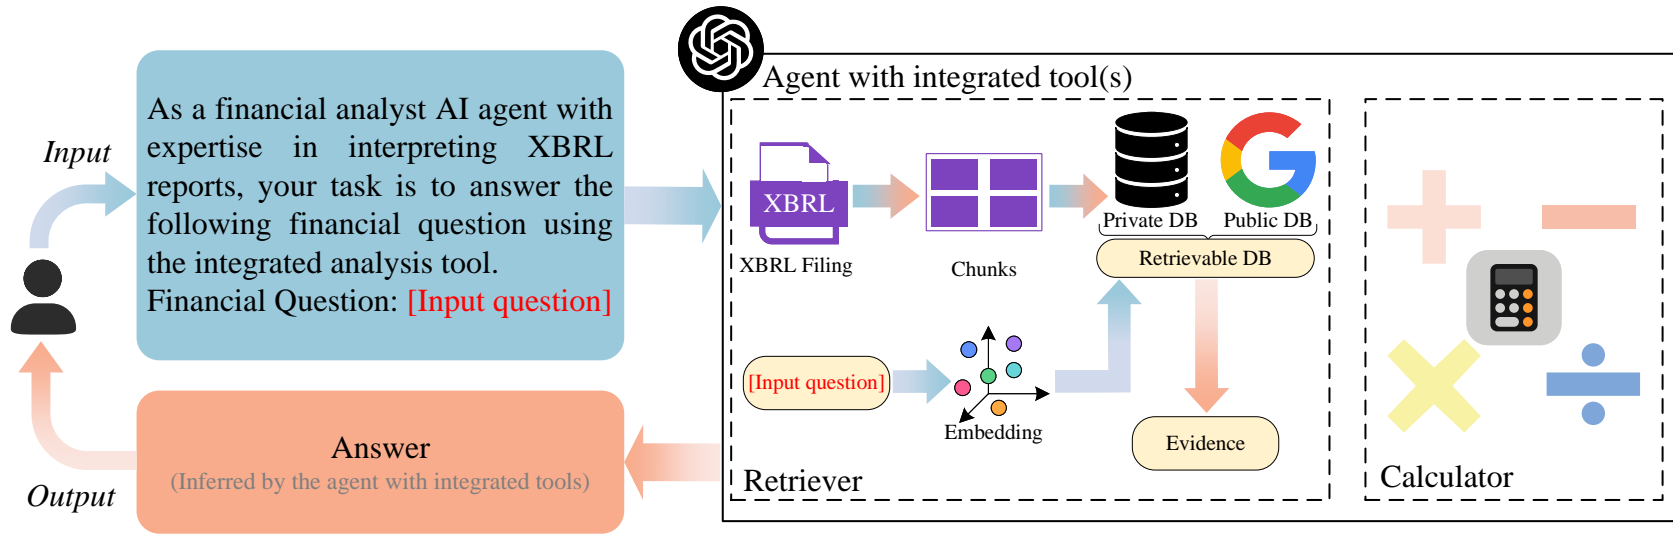 Input
As a financial analyst AI agent with
expertise in interpreting XBRL
reports, your task is to answer the
following financial question using
the integrated analysis tool.
Financial Question: [Input question]
Answer
(Inferred by the agent with integrated tools)
Output
Agent with integrated tool(s)
XBRL
XBRL Filing
Chunks
Private DB
Public DB
Retrievable DB
[Input question]
Embedding
Evidence
Retriever
Calculator